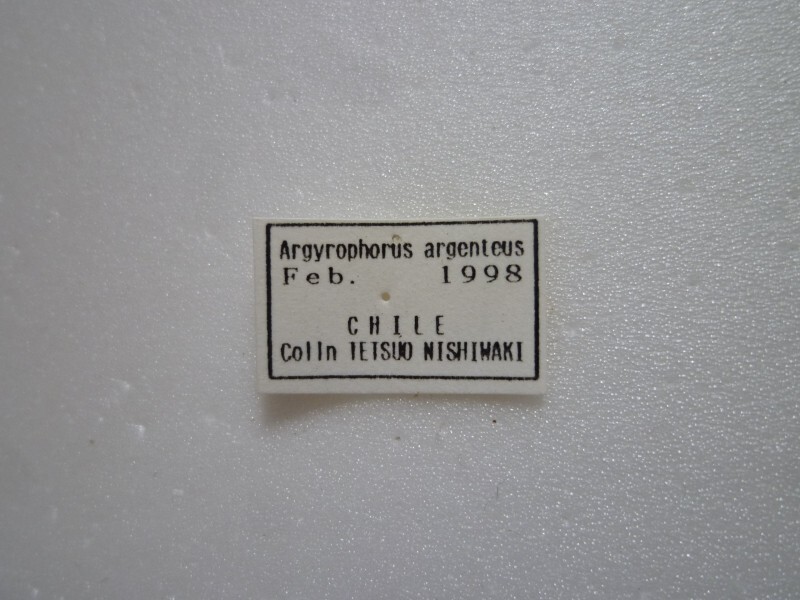 Argyrophorus argenteus
Feb. 1998
CHILE
Colln TETSUO NISHIWAKI